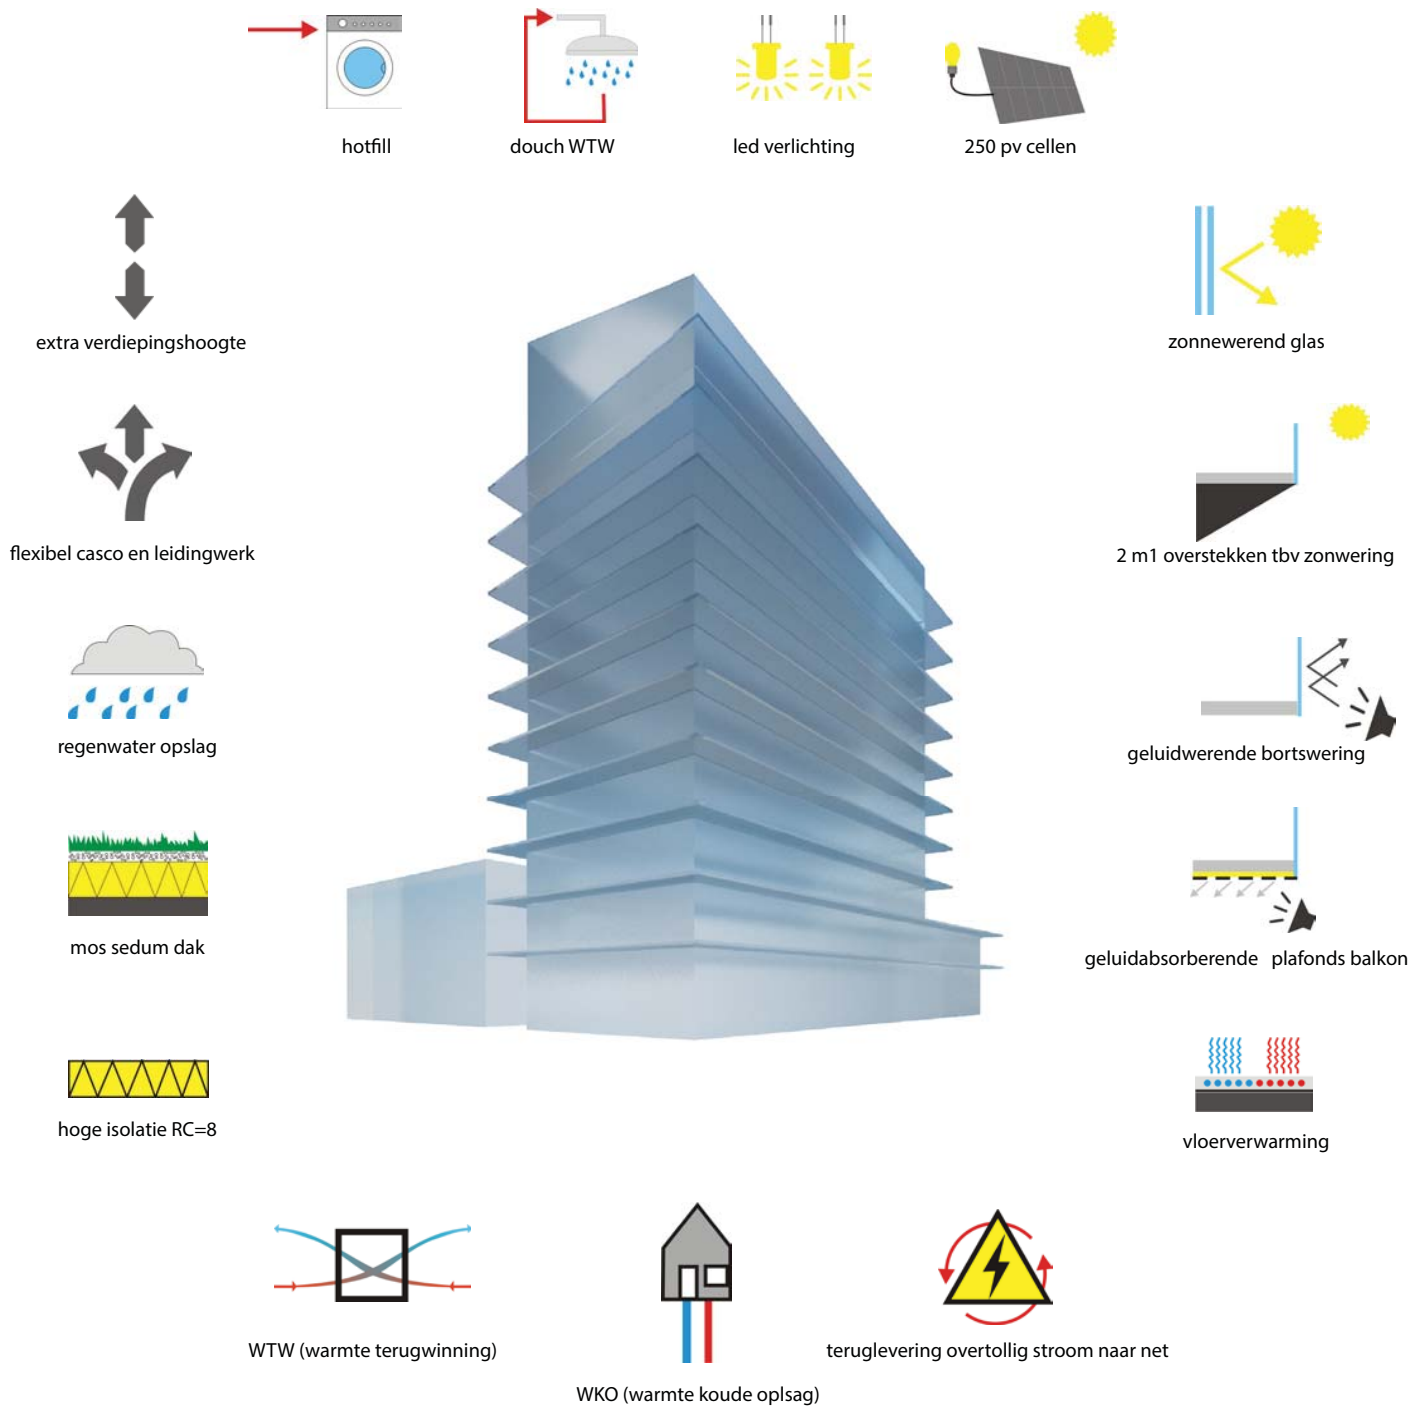 hotfill
douch WTW
led verlichting
250 pv cellen
extra verdiepingshoogte
zonnewerend glas
flexibel casco en leidingwerk
2 m1 overstekken tbv zonwering
regenwater opslag
geluidwerende bortswering
mos sedum dak
geluidabsorberende plafonds balkon
hoge isolatie RC=8
vloerverwarming
WTW (warmte terugwinning)
teruglevering overtollig stroom naar net
WKO (warmte koude oplsag)